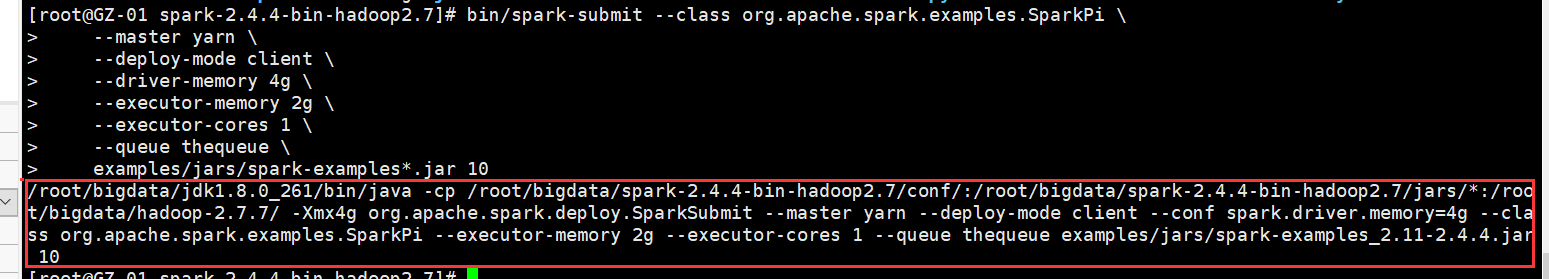 [root@GZ-01 spark-2.4.4-bin-hadoop2.7]# bin/spark-submit --class org.apache.spark.examples.SparkPi \
>     --master yarn \
>     --deploy-mode client \
>     --driver-memory 4g \
>     --executor-memory 2g \
>     --executor-cores 1 \
>     --queue thequeue \
>     examples/jars/spark-examples*.jar 10
/root/bigdata/jdk1.8.0_261/bin/java -cp /root/bigdata/spark-2.4.4-bin-hadoop2.7/conf/:/root/bigdata/spark-2.4.4-bin-hadoop2.7/jars/*:/roo
t/bigdata/hadoop-2.7.7/ -Xmx4g org.apache.spark.deploy.SparkSubmit --master yarn --deploy-mode client --conf spark.driver.memory=4g --cla
ss org.apache.spark.examples.SparkPi --executor-memory 2g --executor-cores 1 --queue thequeue examples/jars/spark-examples_2.11-2.4.4.jar
 10
[root@GZ-01 spark-2.4.4-bin-hadoop2.7]#